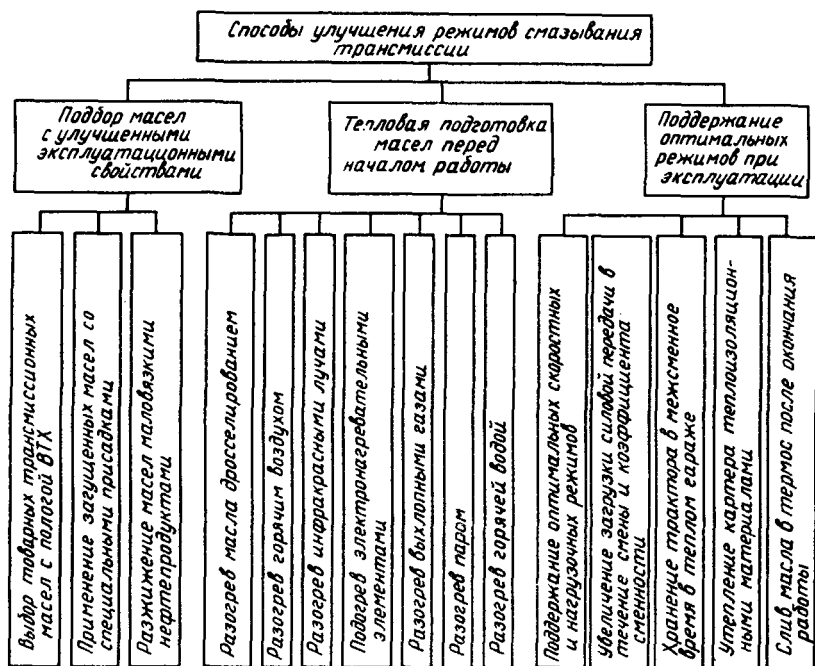 Способы улучшения режимов смазывания
трансмиссии
Подбор масел
с улучшенными
эксплуатационными
свойствами
Тепловая подготовка
масел перед
началом работы
Поддержание
оптимальных
режимов при
эксплуатации
Выбор товарных трансмиссионных
масел с пологой ВТХ
Применение загущенных масел со
специальными присадками
Разжижение масел маловязкими
нефтепродуктами
Разогрев масла дросселированием
Разогрев горячим воздухом
Разогрев инфракрасными лучами
Подогрев электронагревательными
элементами
Разогрев выхлопными газами
Разогрев паром
Разогрев горячей водой
Поддержание оптимальных скоростных
и нагрузочных режимов
Увеличение загрузки силовой передачи в
течение смены и коэффициента
сменности
Хранение трактора в межсменное
время в теплом гараже
Утепление картера теплоизоляцион-
ными материалами
Слив масла в термос после окончания
работы